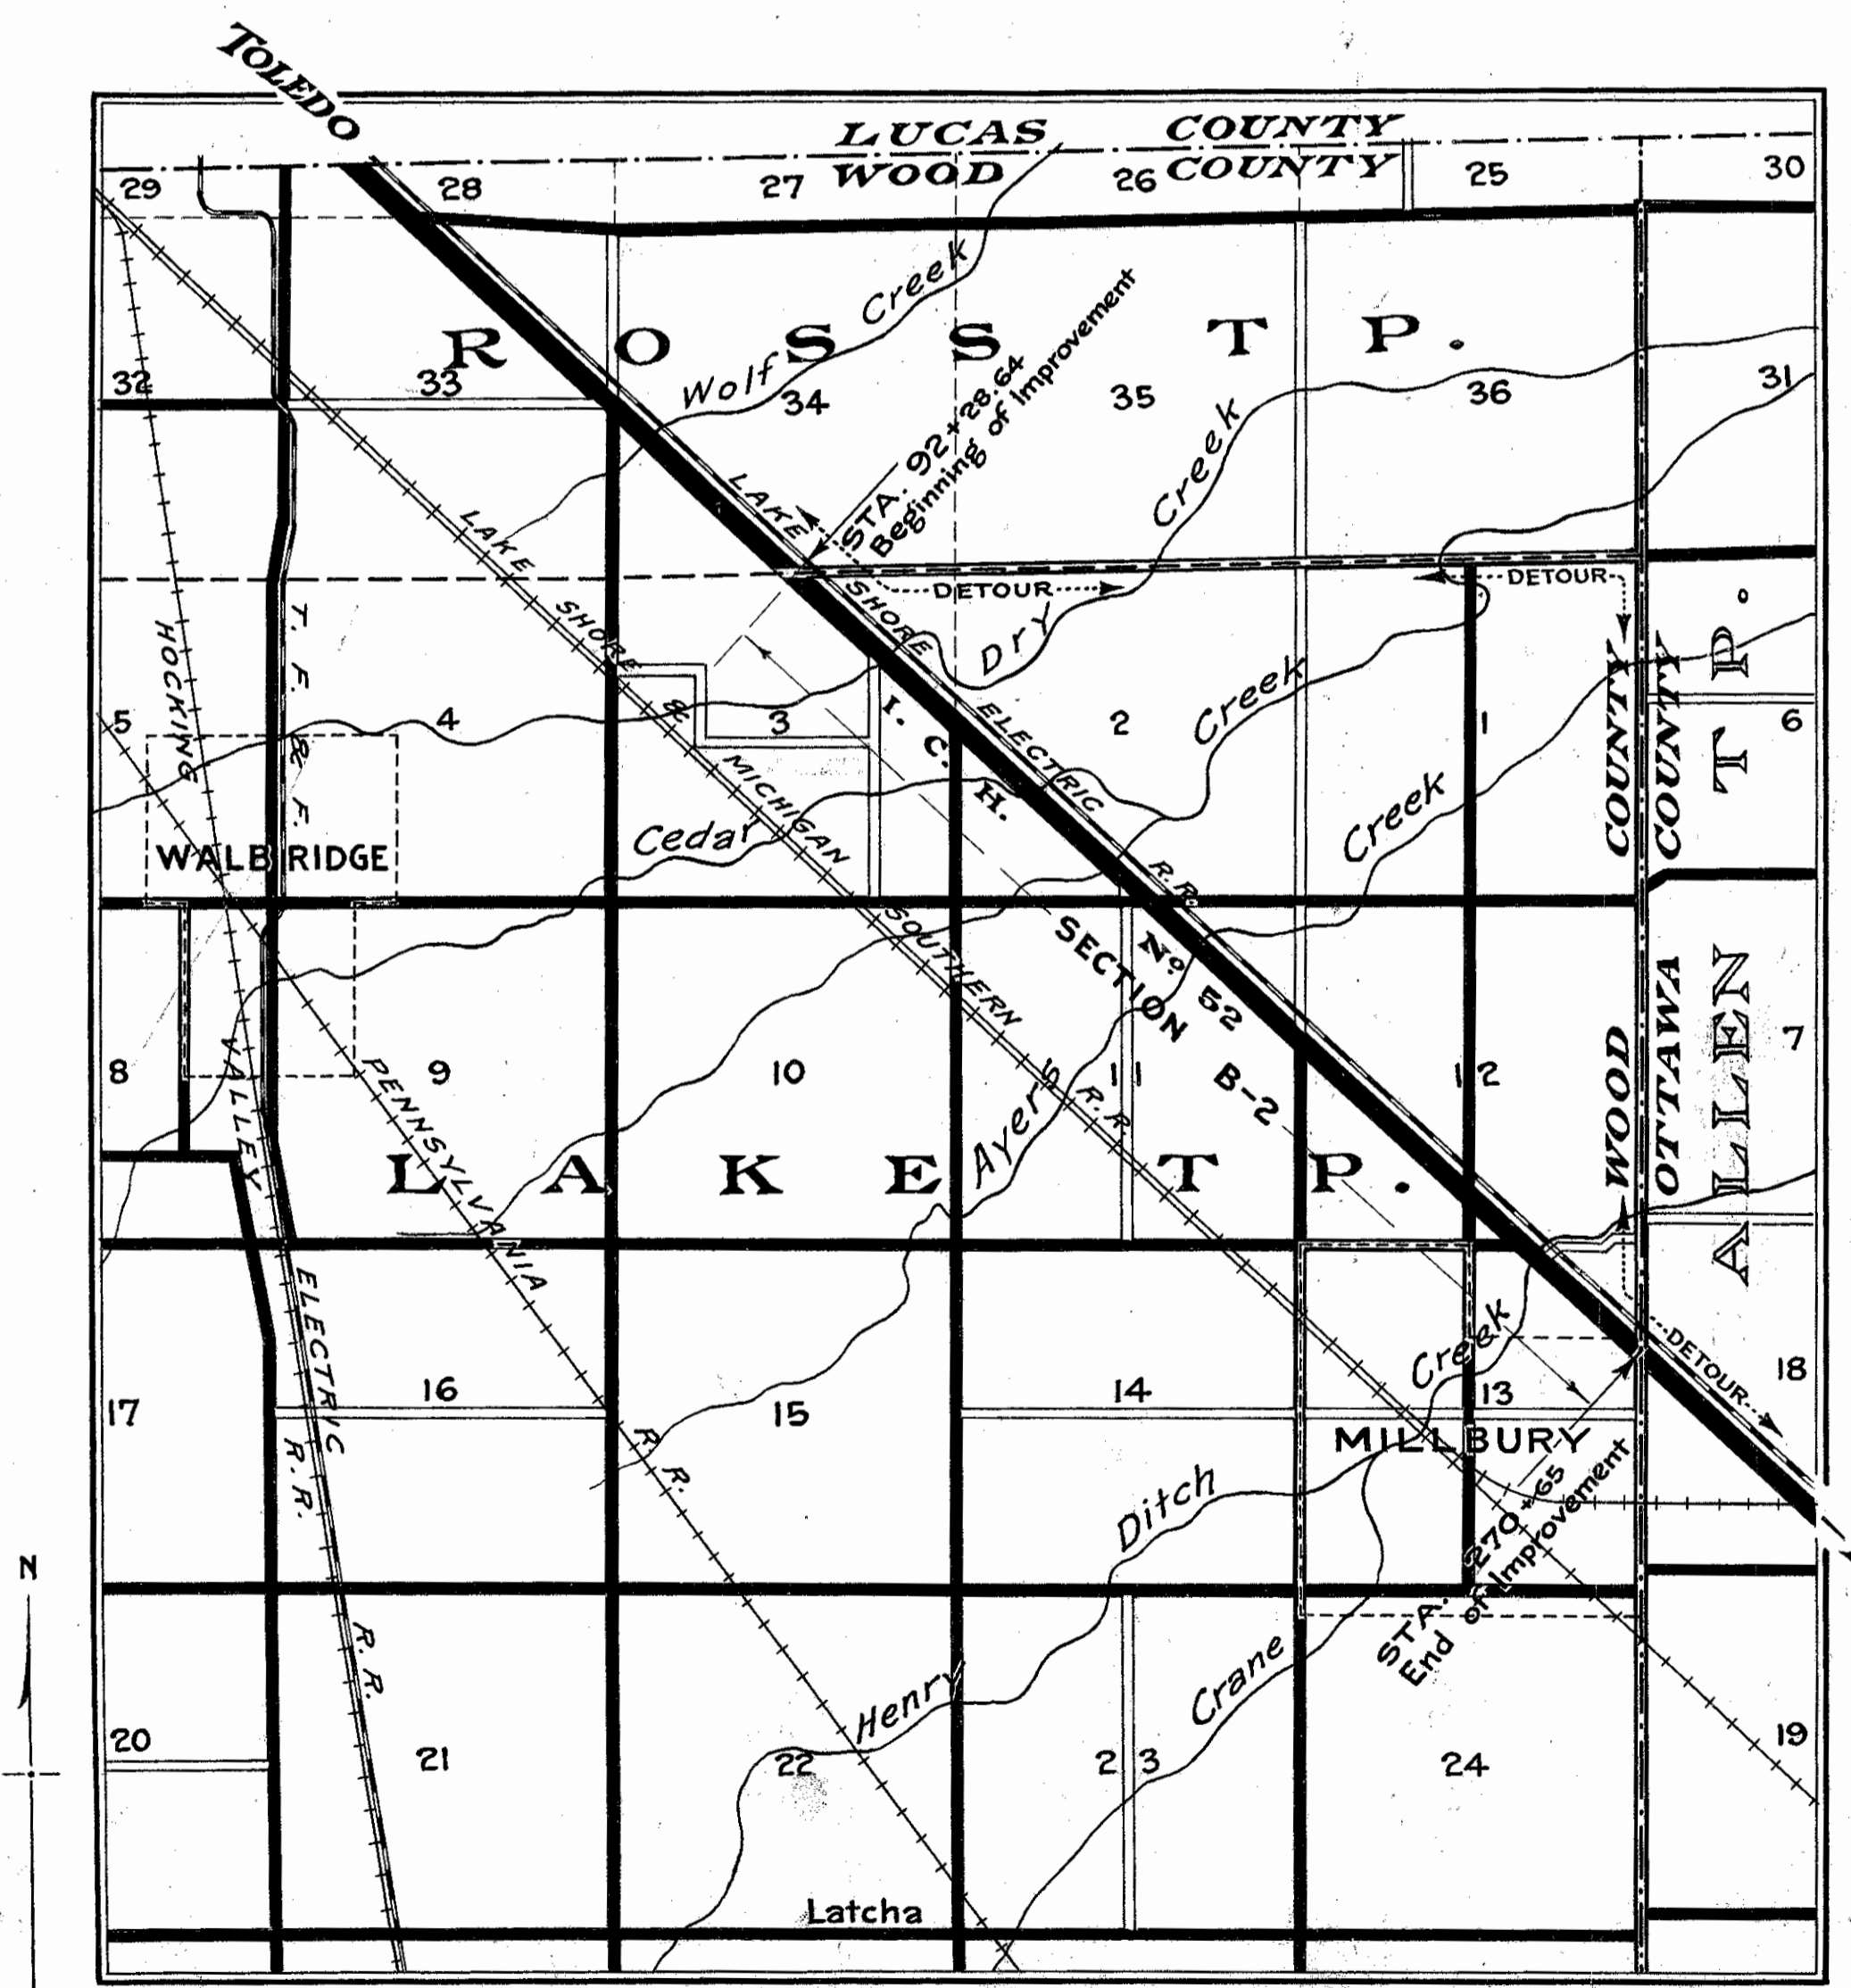 TOLEDO
LUCAS COUNTY
WOOD COUNTY
29
28
27
26
25
30
ROSS TP.
Wolf Creek
32
33
34
35
36
31
STA. 92+28.64
Beginning of Improvement
Dry Creek
DETOUR
DETOUR
HOCKING VALLEY R.R.
T. F. & F. ELECTRIC R.R.
LAKE SHORE & MICHIGAN SOUTHERN R.R.
LAKE SHORE ELECTRIC R.R.
I. C. H. No. 52
SECTION B-2
5
4
3
2
1
6
Cedar Creek
WALBRIDGE
Ayers Creek
WOOD COUNTY
OTTAWA COUNTY
ALLEN TP.
8
9
10
11
12
7
PENNSYLVANIA R. R.
LAKE TP.
17
16
15
14
13
18
DETOUR
MILLBURY
STA. 270+65
End of Improvement
Henry Ditch
Crane Creek
N
20
21
22
23
24
19
Latcha